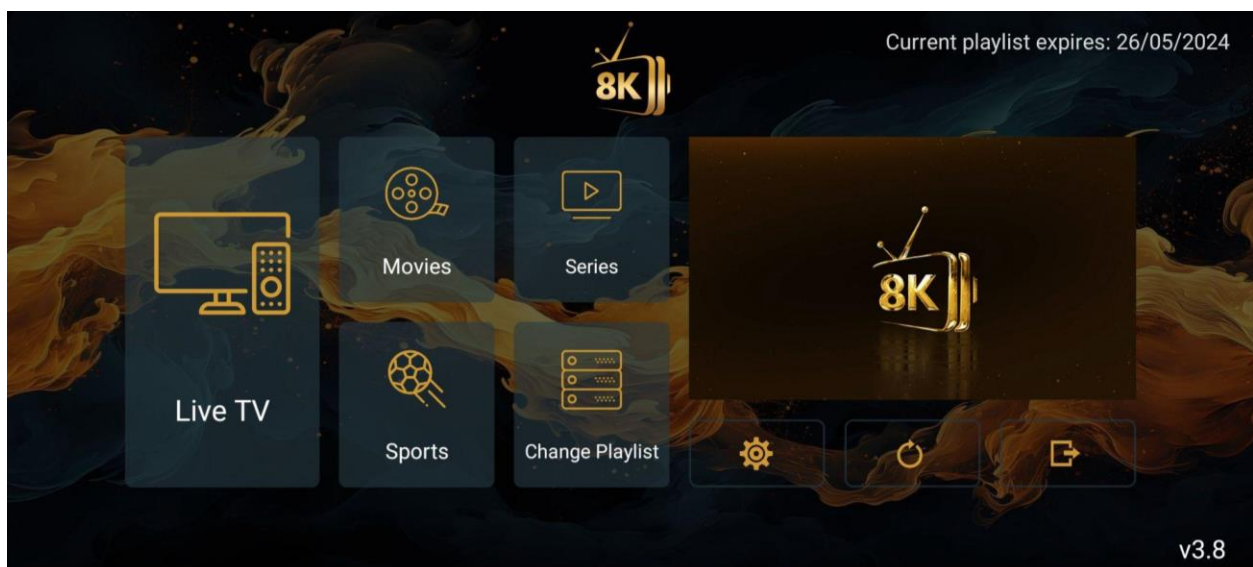 8K
Current playlist expires: 26/05/2024
Movies
Series
8K
Live TV
Sports
Change Playlist
v3.8